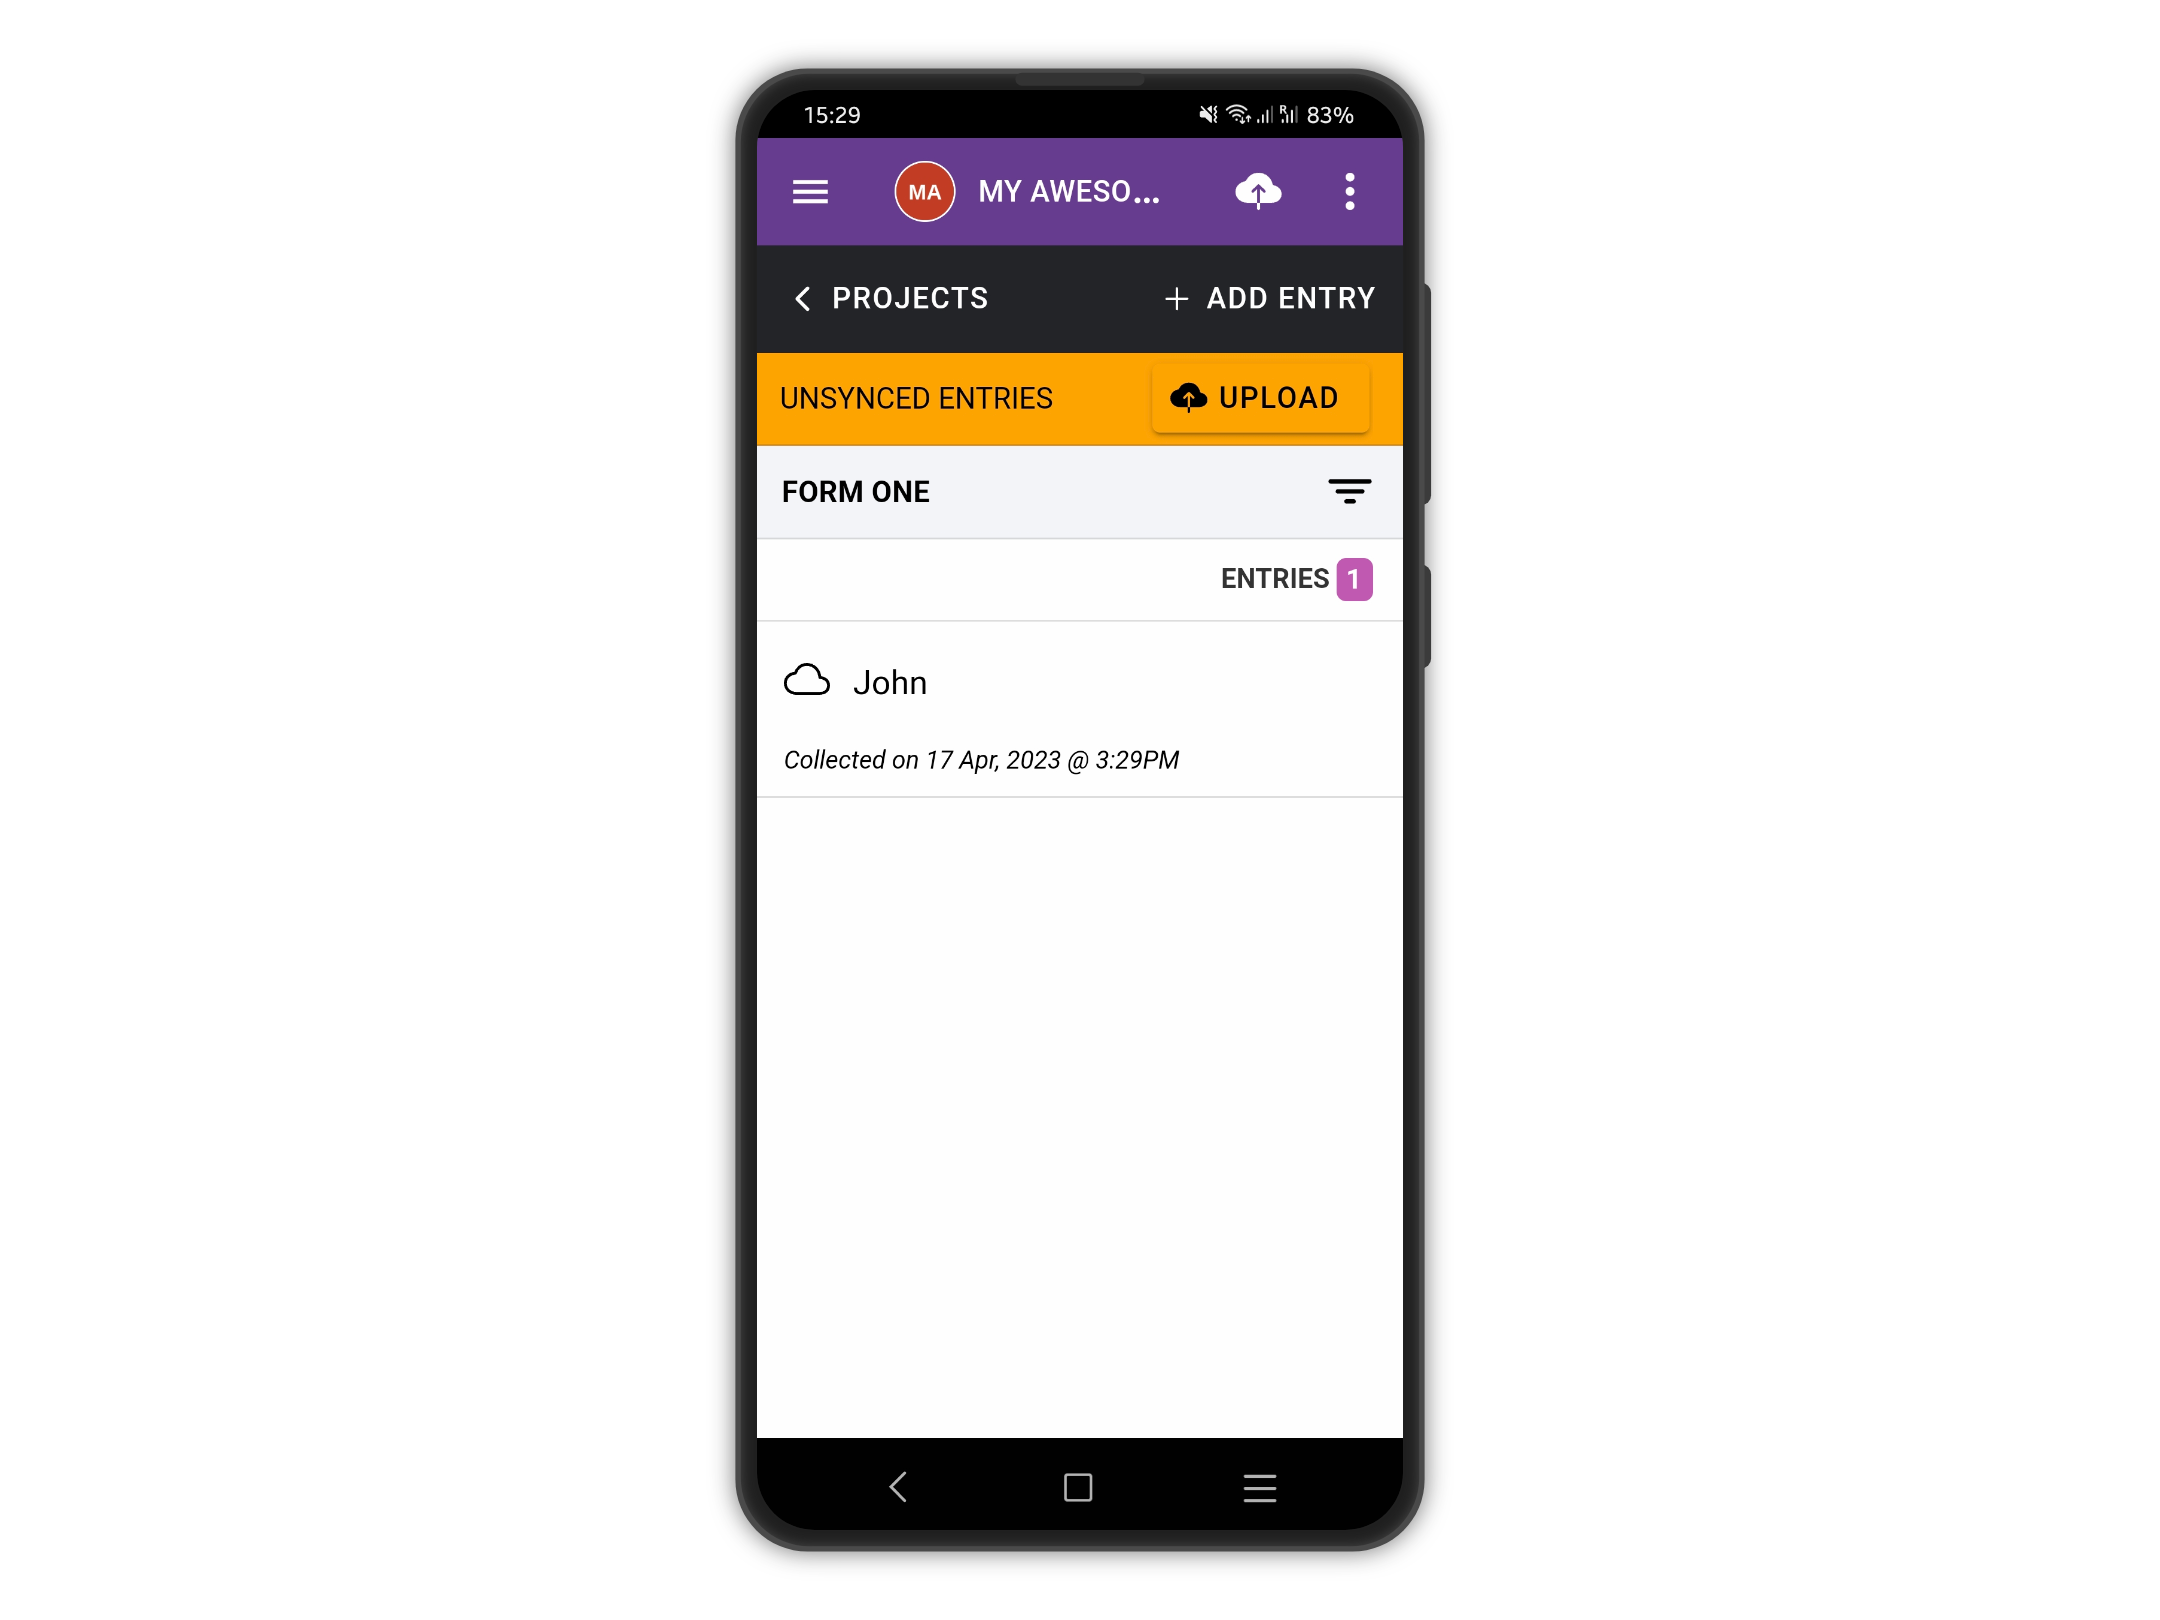 15:29 R 83%
MA MY AWESO...
PROJECTS ADD ENTRY
UNSYNCED ENTRIES UPLOAD
FORM ONE
ENTRIES 1
John
Collected on 17 Apr, 2023 @ 3:29PM